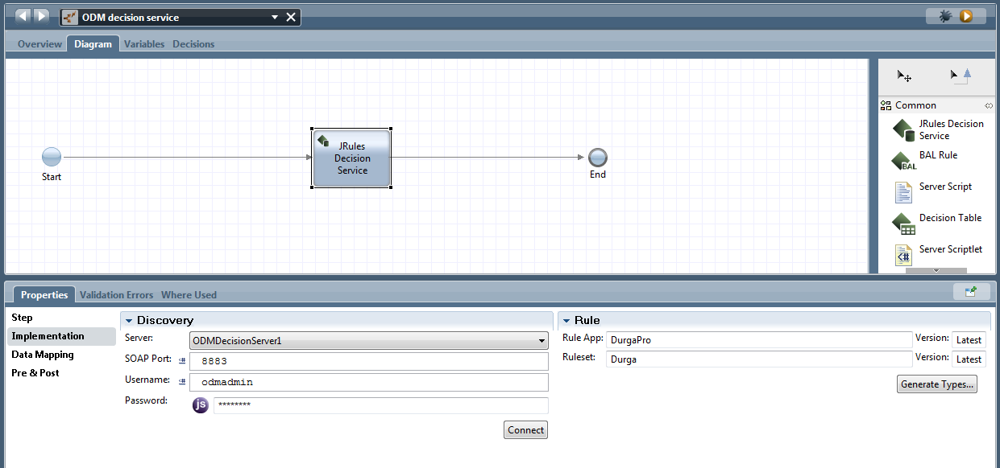 ODM decision service
Overview Diagram Variables Decisions
Start
JRules
Decision
Service
End
Common
JRules Decision
Service
BAL
BAL Rule
Server Script
Decision Table
<#
Server Scriptlet
Properties Validation Errors Where Used
Step
Implementation
Data Mapping
Pre & Post
Discovery
Server: ODMDecisionServer1
SOAP Port: <# 8883
Username: <# odmadmin
Password: js ********
Connect
Rule
Rule App: DurgaPro Version: Latest
Ruleset: Durga Version: Latest
Generate Types...